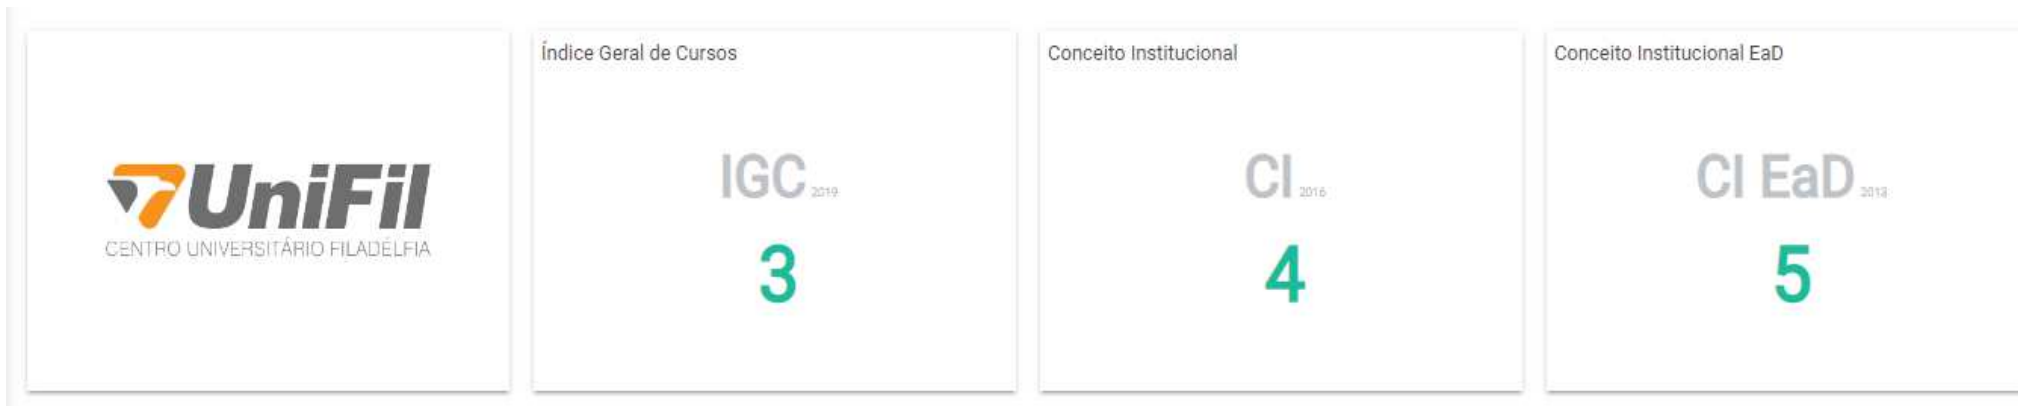 UniFil
CENTRO UNIVERSITÁRIO FILADÉLFIA
Índice Geral de Cursos
IGC 2019
3
Conceito Institucional
CI 2016
4
Conceito Institucional EaD
CI EaD 2013
5